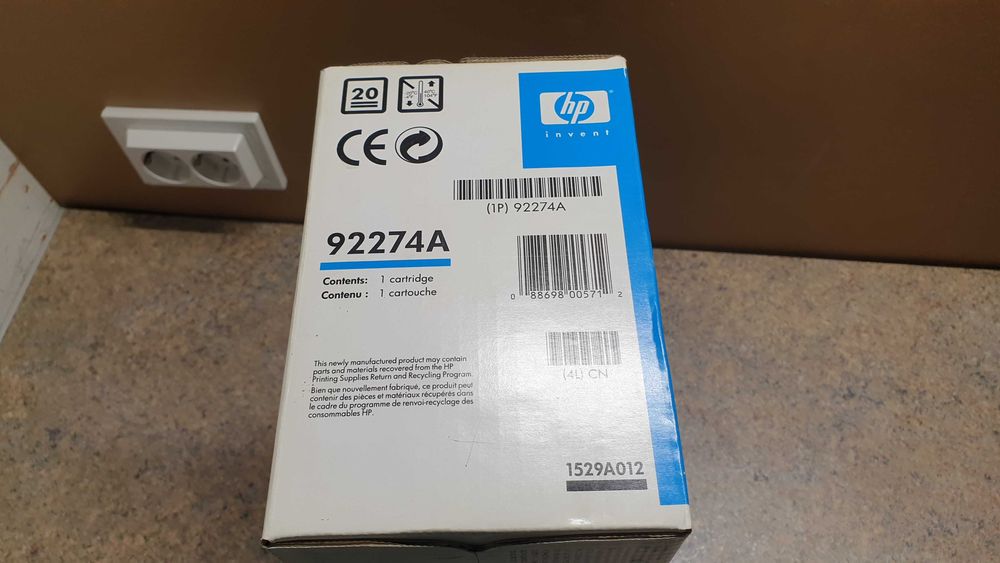 20
hp
invent
(1P) 92274A
92274A
Contents: 1 cartridge
Contenu : 1 cartouche
0 88698 00571 2
(4L) CN
This newly manufactured product may contain
parts and materials recovered from the HP
Printing Supplies Return and Recycling Program.
Bien que nouvellement fabriqué, ce produit peut
contenir des pièces et matériaux récupérés dans
le cadre du programme de renvoi-recyclage des
consommables HP.
1529A012